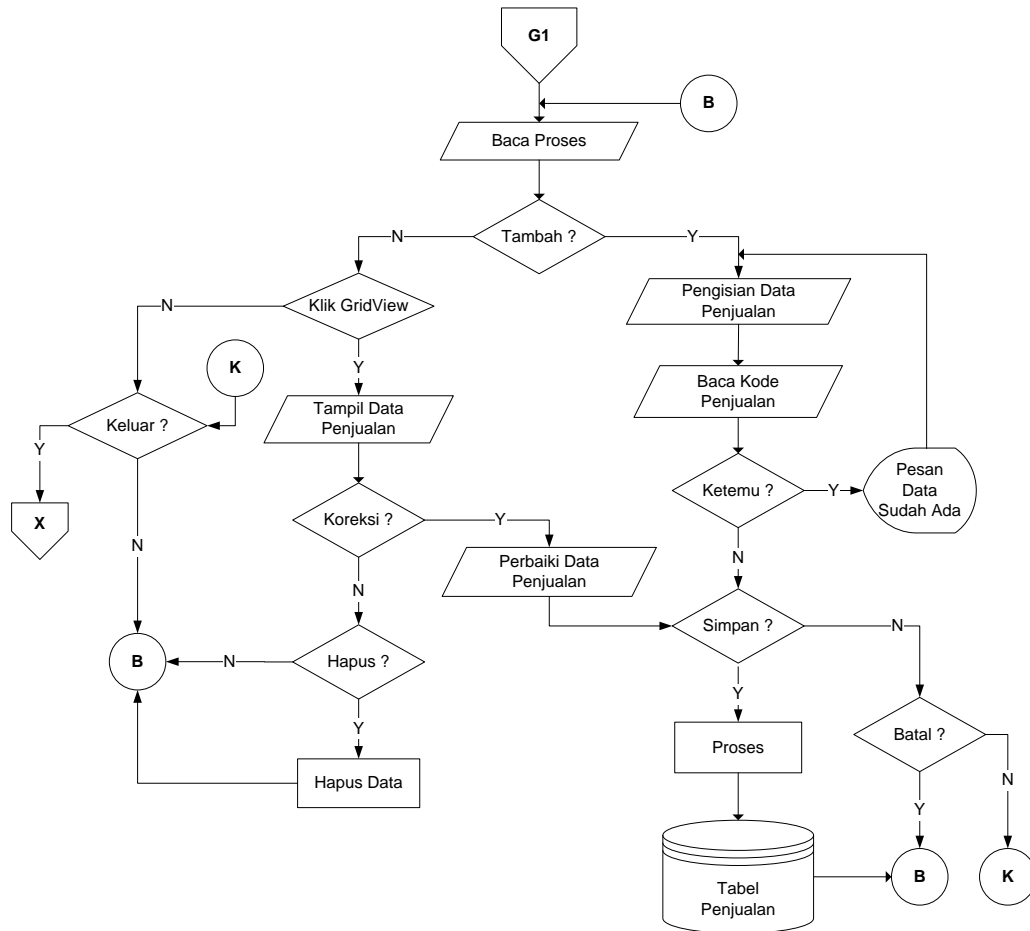 G1
B
Baca Proses
Tambah ?
N
Y
Klik GridView
N
Y
Pengisian Data
Penjualan
K
Baca Kode
Penjualan
Tampil Data
Penjualan
Keluar ?
Y
N
X
Ketemu ?
Y
N
Pesan
Data
Sudah Ada
Koreksi ?
Y
N
Perbaiki Data
Penjualan
Simpan ?
N
Y
B
N
Hapus ?
Y
Hapus Data
Proses
Batal ?
N
Y
Tabel
Penjualan
B
K